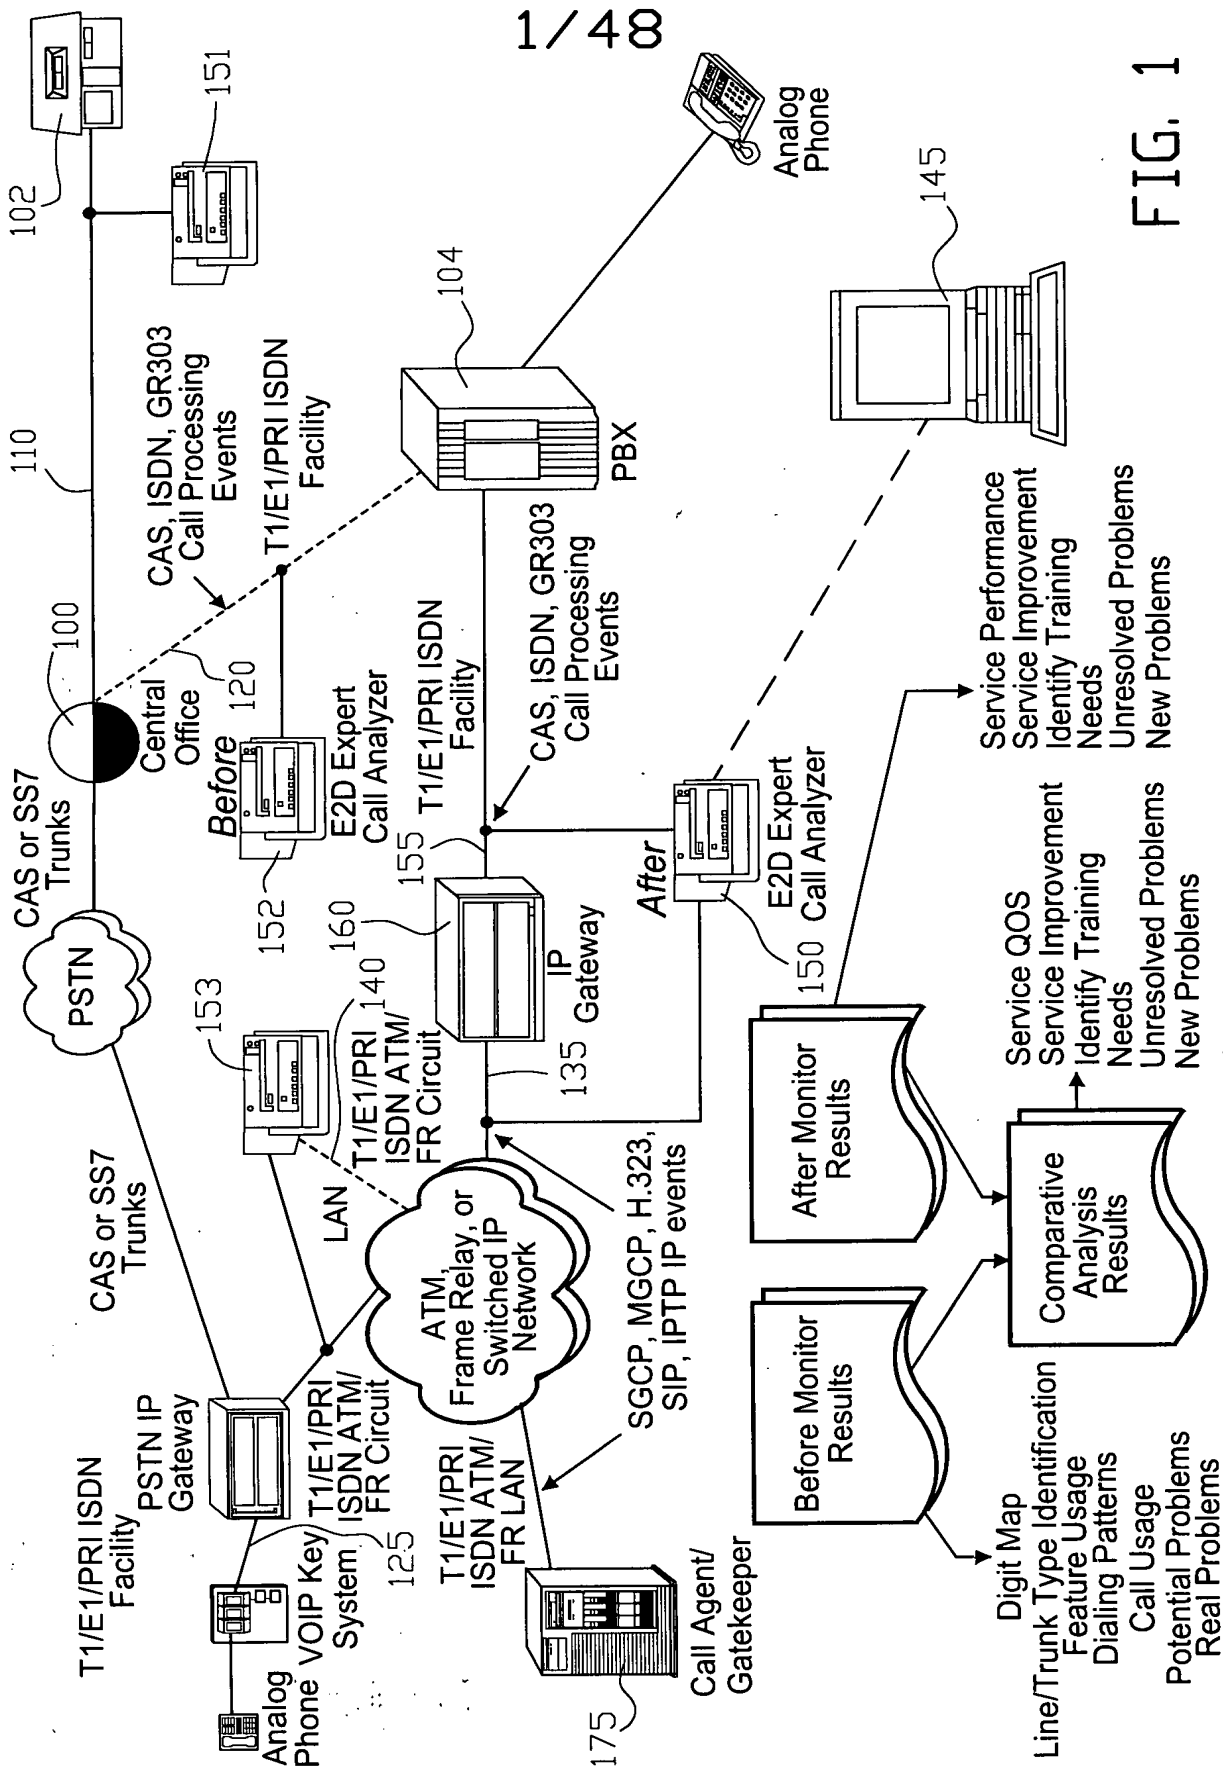 1/48
102
151
110
CAS, ISDN, GR303
Call Processing
Events
T1/E1/PRI ISDN
Facility
104
100
Central
Office
120
CAS or SS7
Trunks
PSTN
Before
E2D Expert
Call Analyzer
152
T1/E1/PRI ISDN
Facility
PBX
Analog
Phone
CAS, ISDN, GR303
Call Processing
Events
155
160
IP
Gateway
After
E2D Expert
Call Analyzer
150
145
153
140
T1/E1/PRI
ISDN ATM/
FR Circuit
135
LAN
CAS or SS7
Trunks
ATM,
Frame Relay, or
Switched IP
Network
SGCP, MGCP, H.323,
SIP, IPTP IP events
T1/E1/PRI ISDN
Facility
PSTN IP
Gateway
T1/E1/PRI
ISDN ATM/
FR Circuit
125
VOIP Key
System
Analog
Phone
T1/E1/PRI
ISDN ATM/
FR LAN
Call Agent/
Gatekeeper
175
Before Monitor
Results
After Monitor
Results
Comparative
Analysis
Results
Digit Map
Line/Trunk Type Identification
Feature Usage
Dialing Patterns
Call Usage
Potential Problems
Real Problems
Service QOS
Service Improvement
Identify Training
Needs
Unresolved Problems
New Problems
Service Performance
Service Improvement
Identify Training
Needs
Unresolved Problems
New Problems
FIG. 1